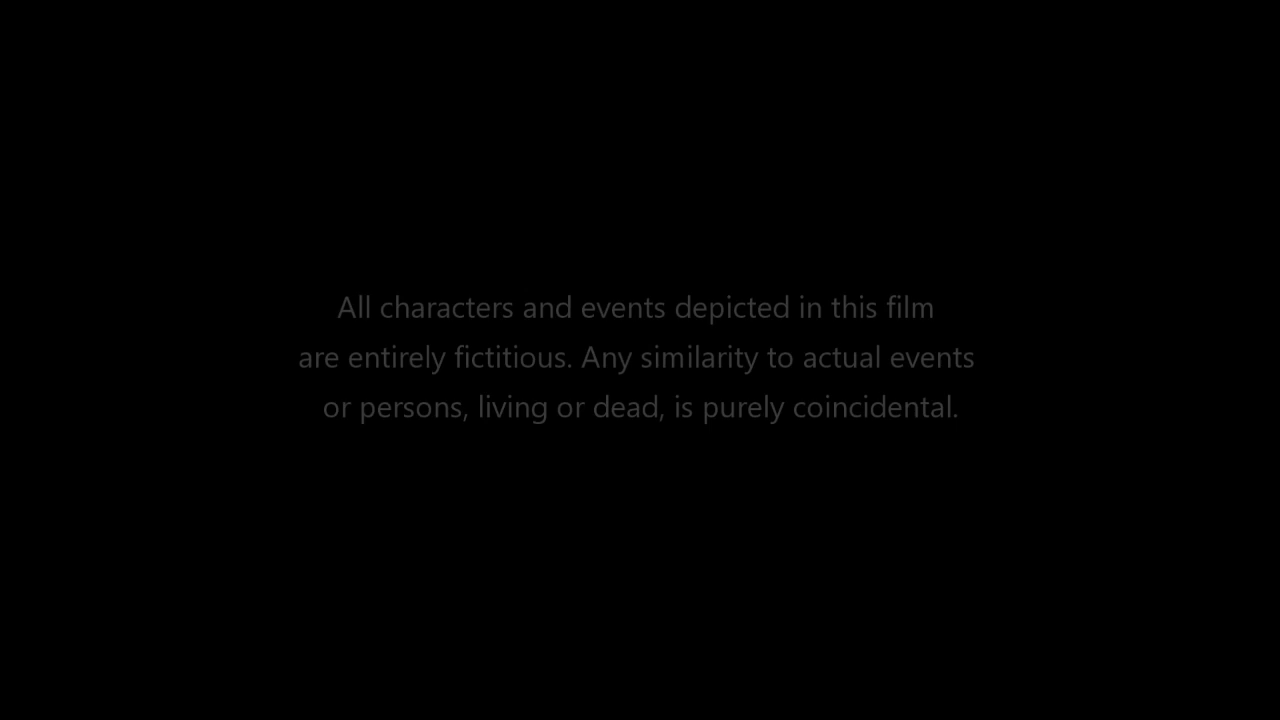 All characters and events depicted in this film
are entirely fictitious. Any similarity to actual events
or persons, living or dead, is purely coincidental.